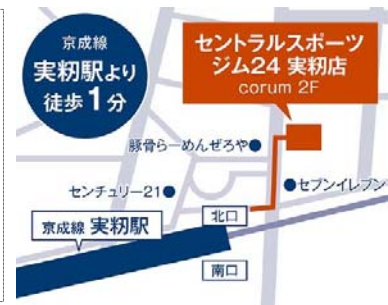 京成線
実籾駅より
徒歩1分
セントラルスポーツ
ジム24 実籾店
corum 2F
豚骨らーめんぜろや
センチュリー21
セブンイレブン
北口
京成線 実籾駅
南口